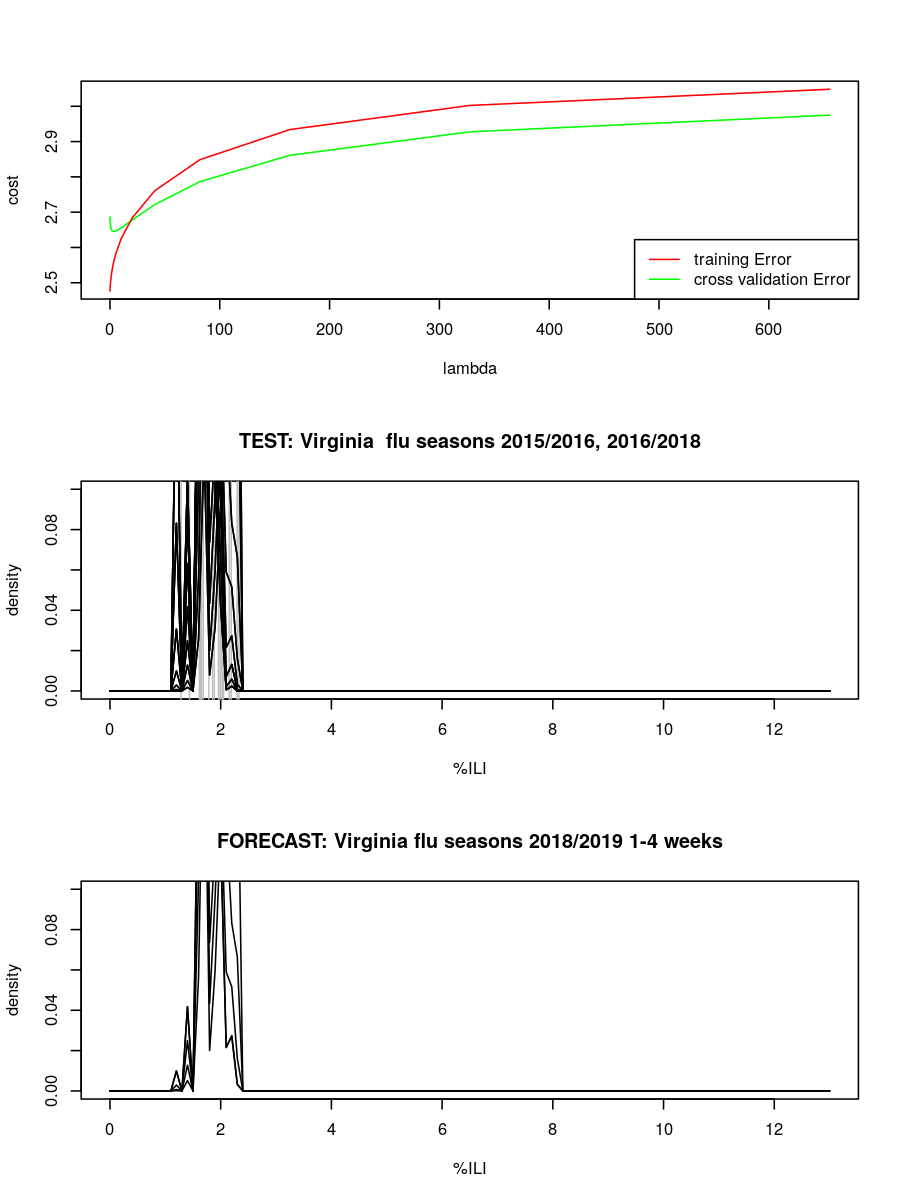 cost
2.5 2.7 2.9
training Error
cross validation Error
0 100 200 300 400 500 600
lambda
TEST: Virginia  flu seasons 2015/2016, 2016/2018
density
0.00 0.04 0.08
0 2 4 6 8 10 12
%ILI
FORECAST: Virginia flu seasons 2018/2019 1-4 weeks
density
0.00 0.04 0.08
0 2 4 6 8 10 12
%ILI